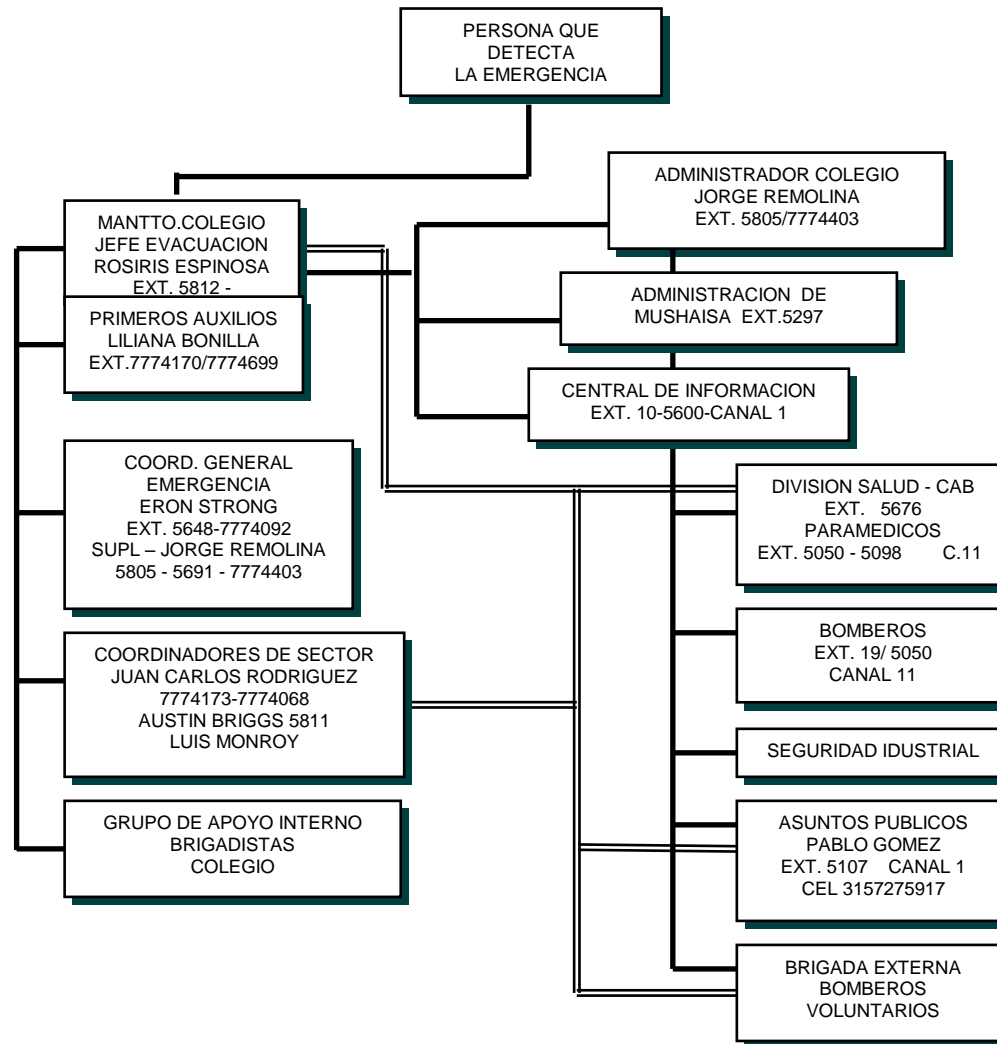 PERSONA QUE
DETECTA
LA EMERGENCIA
ADMINISTRADOR COLEGIO
JORGE REMOLINA
EXT. 5805/7774403
MANTTO.COLEGIO
JEFE EVACUACION
ROSIRIS ESPINOSA
EXT. 5812 -
ADMINISTRACION DE
MUSHAISA EXT.5297
PRIMEROS AUXILIOS
LILIANA BONILLA
EXT.7774170/7774699
CENTRAL DE INFORMACION
EXT. 10-5600-CANAL 1
COORD. GENERAL
EMERGENCIA
ERON STRONG
EXT. 5648-7774092
SUPL – JORGE REMOLINA
5805 - 5691 - 7774403
DIVISION SALUD - CAB
EXT. 5676
PARAMEDICOS
EXT. 5050 - 5098 C.11
COORDINADORES DE SECTOR
JUAN CARLOS RODRIGUEZ
7774173-7774068
AUSTIN BRIGGS 5811
LUIS MONROY
BOMBEROS
EXT. 19/ 5050
CANAL 11
SEGURIDAD IDUSTRIAL
GRUPO DE APOYO INTERNO
BRIGADISTAS
COLEGIO
ASUNTOS PUBLICOS
PABLO GOMEZ
EXT. 5107 CANAL 1
CEL 3157275917
BRIGADA EXTERNA
BOMBEROS
VOLUNTARIOS